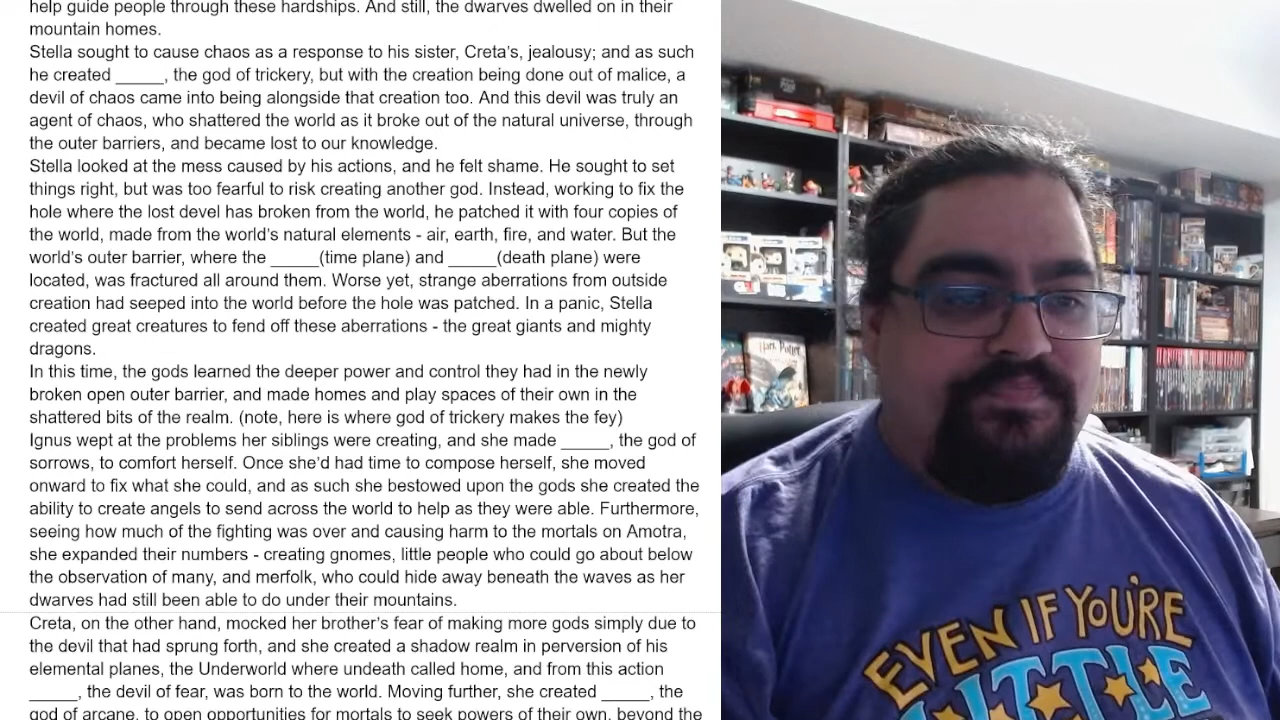 help guide people through these hardships. And still, the dwarves dwelled on in their
mountain homes.
Stella sought to cause chaos as a response to his sister, Creta's, jealousy; and as such
he created _____, the god of trickery, but with the creation being done out of malice, a
devil of chaos came into being alongside that creation too. And this devil was truly an
agent of chaos, who shattered the world as it broke out of the natural universe, through
the outer barriers, and became lost to our knowledge.
Stella looked at the mess caused by his actions, and he felt shame. He sought to set
things right, but was too fearful to risk creating another god. Instead, working to fix the
hole where the lost devel has broken from the world, he patched it with four copies of
the world, made from the world's natural elements - air, earth, fire, and water. But the
world's outer barrier, where the _____(time plane) and _____(death plane) were
located, was fractured all around them. Worse yet, strange aberrations from outside
creation had seeped into the world before the hole was patched. In a panic, Stella
created great creatures to fend off these aberrations - the great giants and mighty
dragons.
In this time, the gods learned the deeper power and control they had in the newly
broken open outer barrier, and made homes and play spaces of their own in the
shattered bits of the realm. (note, here is where god of trickery makes the fey)
Ignus wept at the problems her siblings were creating, and she made _____, the god of
sorrows, to comfort herself. Once she'd had time to compose herself, she moved
onward to fix what she could, and as such she bestowed upon the gods she created the
ability to create angels to send across the world to help as they were able. Furthermore,
seeing how much of the fighting was over and causing harm to the mortals on Amotra,
she expanded their numbers - creating gnomes, little people who could go about below
the observation of many, and merfolk, who could hide away beneath the waves as her
dwarves had still been able to do under their mountains.
Creta, on the other hand, mocked her brother's fear of making more gods simply due to
the devil that had sprung forth, and she created a shadow realm in perversion of his
elemental planes, the Underworld where undeath called home, and from this action
_____, the devil of fear, was born to the world. Moving further, she created _____, the
god of arcane, to open opportunities for mortals to seek powers of their own, beyond the
Harry Potter
EVEN IF YOU'RE
LITTLE